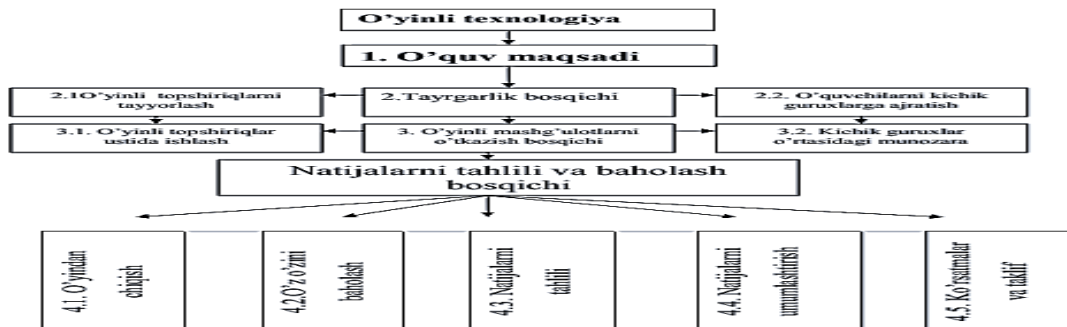 O'yinli texnologiya
1. O'quv maqsadi
2.1O'yinli topshiriqlarni
tayyorlash
2.Tayrgarlik bosqichi
2.2. O'quvchilarni kichik
guruxlarga ajratish
3.1. O'yinli topshiriqlar
ustida ishlash
3. O'yinli mashg'ulotlarni
o'tkazish bosqichi
3.2. Kichik guruxlar
o'rtasidagi munozara
Natijalarni tahlili va baholash
bosqichi
4.1. O'yindan
chiqish
4.2.O'z o'zini
baholash
4.3. Natijalarni
tahlili
4.4. Natijalarni
umumlashtirish
4.5. Ko'rsatmalar
va taklif